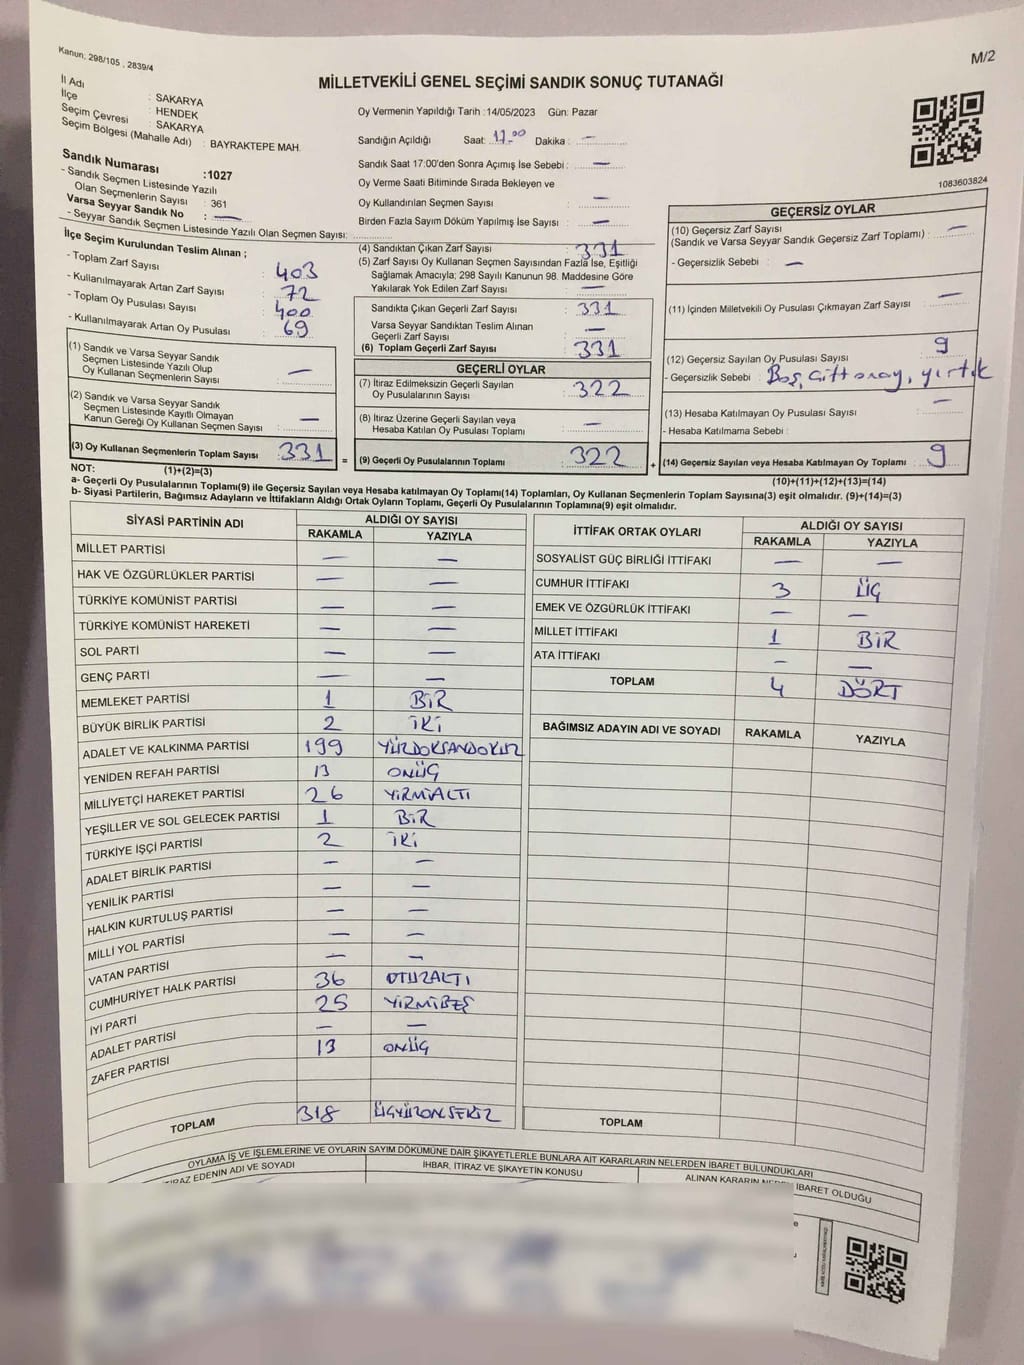 Kanun, 298/105 , 2839/4
M/2
MİLLETVEKİLİ GENEL SEÇİMİ SANDIK SONUÇ TUTANAĞI
İl Adı : SAKARYA
İlçe : HENDEK
Seçim Çevresi : SAKARYA
Seçim Bölgesi (Mahalle Adı) : BAYRAKTEPE MAH.
Sandık Numarası :1027
- Sandık Seçmen Listesinde Yazılı
Olan Seçmenlerin Sayısı : 361
Varsa Seyyar Sandık No : —
- Seyyar Sandık Seçmen Listesinde Yazılı Olan Seçmen Sayısı:
Oy Vermenin Yapıldığı Tarih :14/05/2023 Gün: Pazar
Sandığın Açıldığı Saat: 17.00 Dakika : —
Sandık Saat 17:00'den Sonra Açımış İse Sebebi : —
Oy Verme Saati Bitiminde Sırada Bekleyen ve
Oy Kullandırılan Seçmen Sayısı : —
Birden Fazla Sayım Döküm Yapılmış İse Sayısı : —
1083603824
İlçe Seçim Kurulundan Teslim Alınan ;
- Toplam Zarf Sayısı : 403
- Kullanılmayarak Artan Zarf Sayısı : 72
- Toplam Oy Pusulası Sayısı : 400
- Kullanılmayarak Artan Oy Pusulası : 69
(1) Sandık ve Varsa Seyyar Sandık
Seçmen Listesinde Yazılı Olup
Oy Kullanan Seçmenlerin Sayısı : —
(2) Sandık ve Varsa Seyyar Sandık
Seçmen Listesinde Kayıtlı Olmayan
Kanun Gereği Oy Kullanan Seçmen Sayısı : —
(3) Oy Kullanan Seçmenlerin Toplam Sayısı : 331 =
(1)+(2)=(3)
(4) Sandıktan Çıkan Zarf Sayısı : 331
(5) Zarf Sayısı Oy Kullanan Seçmen Sayısından Fazla İse, Eşitliği
Sağlamak Amacıyla; 298 Sayılı Kanunun 98. Maddesine Göre
Yakılarak Yok Edilen Zarf Sayısı : —
Sandıkta Çıkan Geçerli Zarf Sayısı : 331
Varsa Seyyar Sandıktan Teslim Alınan
Geçerli Zarf Sayısı : —
(6) Toplam Geçerli Zarf Sayısı : 331
GEÇERLİ OYLAR
(7) İtiraz Edilmeksizin Geçerli Sayılan
Oy Pusulalarının Sayısı : 322
(8) İtiraz Üzerine Geçerli Sayılan veya
Hesaba Katılan Oy Pusulası Toplamı : —
(9) Geçerli Oy Pusulalarının Toplamı : 322 +
GEÇERSİZ OYLAR
(10) Geçersiz Zarf Sayısı : —
(Sandık ve Varsa Seyyar Sandık Geçersiz Zarf Toplamı)
- Geçersizlik Sebebi : —
(11) İçinden Milletvekili Oy Pusulası Çıkmayan Zarf Sayısı : —
(12) Geçersiz Sayılan Oy Pusulası Sayısı : 9
- Geçersizlik Sebebi : Boş, Çift onay, yırtık
(13) Hesaba Katılmayan Oy Pusulası Sayısı : —
- Hesaba Katılmama Sebebi :
(14) Geçersiz Sayılan veya Hesaba Katılmayan Oy Toplamı : 9
(10)+(11)+(12)+(13)=(14)
NOT:
a- Geçerli Oy Pusulalarının Toplamı(9) ile Geçersiz Sayılan veya Hesaba katılmayan Oy Toplamı(14) Toplamları, Oy Kullanan Seçmenlerin Toplam Sayısına(3) eşit olmalıdır. (9)+(14)=(3)
b- Siyasi Partilerin, Bağımsız Adayların ve İttifakların Aldığı Ortak Oyların Toplamı, Geçerli Oy Pusulalarının Toplamına(9) eşit olmalıdır.
SİYASİ PARTİNİN ADI ALDIĞI OY SAYISI
RAKAMLA YAZIYLA
MİLLET PARTİSİ — —
HAK VE ÖZGÜRLÜKLER PARTİSİ — —
TÜRKİYE KOMÜNİST PARTİSİ — —
TÜRKİYE KOMÜNİST HAREKETİ — —
SOL PARTİ — —
GENÇ PARTİ — —
MEMLEKET PARTİSİ 1 BİR
BÜYÜK BİRLİK PARTİSİ 2 İKİ
ADALET VE KALKINMA PARTİSİ 199 YÜZDOKSANDOKUZ
YENİDEN REFAH PARTİSİ 13 ONÜÇ
MİLLİYETÇİ HAREKET PARTİSİ 26 YİRMİALTI
YEŞİLLER VE SOL GELECEK PARTİSİ 1 BİR
TÜRKİYE İŞÇİ PARTİSİ 2 İKİ
ADALET BİRLİK PARTİSİ — —
YENİLİK PARTİSİ — —
HALKIN KURTULUŞ PARTİSİ — —
MİLLİ YOL PARTİSİ — —
VATAN PARTİSİ — —
CUMHURİYET HALK PARTİSİ 36 OTUZALTI
İYİ PARTİ 25 YİRMİBEŞ
ADALET PARTİSİ — —
ZAFER PARTİSİ 13 ONÜÇ
TOPLAM 318 ÜÇYÜZONSEKİZ
İTTİFAK ORTAK OYLARI ALDIĞI OY SAYISI
RAKAMLA YAZIYLA
SOSYALİST GÜÇ BİRLİĞİ İTTİFAKI — —
CUMHUR İTTİFAKI 3 ÜÇ
EMEK VE ÖZGÜRLÜK İTTİFAKI — —
MİLLET İTTİFAKI 1 BİR
ATA İTTİFAKI — —
TOPLAM 4 DÖRT
BAĞIMSIZ ADAYIN ADI VE SOYADI RAKAMLA YAZIYLA
TOPLAM
OYLAMA İŞ VE İŞLEMLERİNE VE OYLARIN SAYIM DÖKÜMÜNE DAİR ŞİKAYETLERLE BUNLARA AİT KARARLARIN NELERDEN İBARET BULUNDUKLARI
İRAZ EDENİN ADI VE SOYADI İHBAR, İTİRAZ VE ŞİKAYETİN KONUSU ALINAN KARARIN NEDEN İBARET OLDUĞU